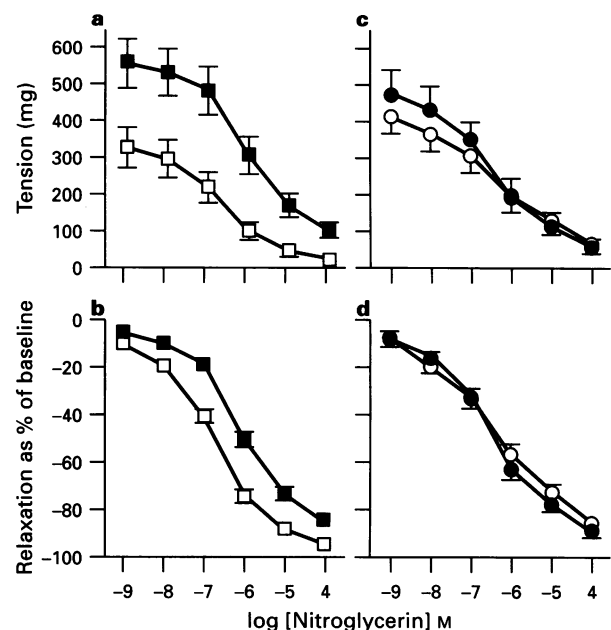 a
c
600
500
400
300
200
100
0
Tension (mg)
b
d
0
-20
-40
-60
-80
-100
Relaxation as % of baseline
-9 -8 -7 -6 -5 4 -9 -8 -7 -6 -5 4
log [Nitroglycerin] M